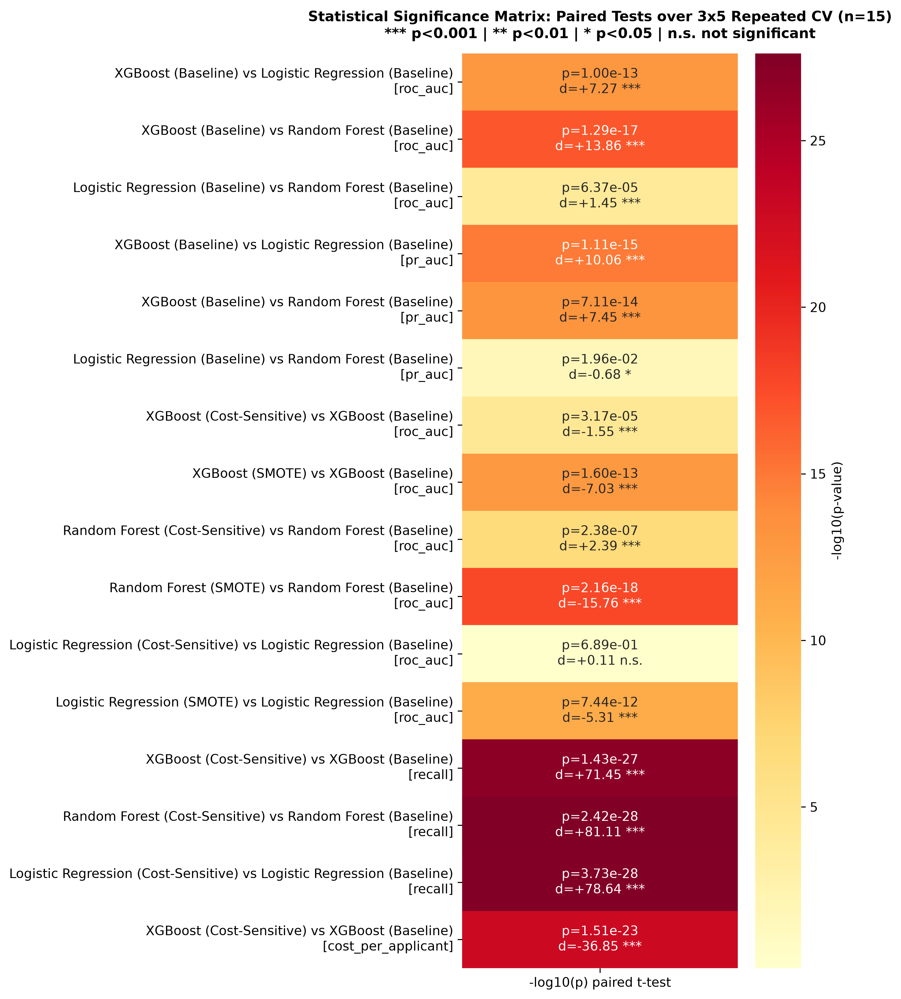 Statistical Significance Matrix: Paired Tests over 3x5 Repeated CV (n=15)
*** p<0.001 | ** p<0.01 | * p<0.05 | n.s. not significant
XGBoost (Baseline) vs Logistic Regression (Baseline)
[roc_auc]
p=1.00e-13
d=+7.27 ***
XGBoost (Baseline) vs Random Forest (Baseline)
[roc_auc]
p=1.29e-17
d=+13.86 ***
Logistic Regression (Baseline) vs Random Forest (Baseline)
[roc_auc]
p=6.37e-05
d=+1.45 ***
XGBoost (Baseline) vs Logistic Regression (Baseline)
[pr_auc]
p=1.11e-15
d=+10.06 ***
XGBoost (Baseline) vs Random Forest (Baseline)
[pr_auc]
p=7.11e-14
d=+7.45 ***
Logistic Regression (Baseline) vs Random Forest (Baseline)
[pr_auc]
p=1.96e-02
d=-0.68 *
XGBoost (Cost-Sensitive) vs XGBoost (Baseline)
[roc_auc]
p=3.17e-05
d=-1.55 ***
XGBoost (SMOTE) vs XGBoost (Baseline)
[roc_auc]
p=1.60e-13
d=-7.03 ***
Random Forest (Cost-Sensitive) vs Random Forest (Baseline)
[roc_auc]
p=2.38e-07
d=+2.39 ***
Random Forest (SMOTE) vs Random Forest (Baseline)
[roc_auc]
p=2.16e-18
d=-15.76 ***
Logistic Regression (Cost-Sensitive) vs Logistic Regression (Baseline)
[roc_auc]
p=6.89e-01
d=+0.11 n.s.
Logistic Regression (SMOTE) vs Logistic Regression (Baseline)
[roc_auc]
p=7.44e-12
d=-5.31 ***
XGBoost (Cost-Sensitive) vs XGBoost (Baseline)
[recall]
p=1.43e-27
d=+71.45 ***
Random Forest (Cost-Sensitive) vs Random Forest (Baseline)
[recall]
p=2.42e-28
d=+81.11 ***
Logistic Regression (Cost-Sensitive) vs Logistic Regression (Baseline)
[recall]
p=3.73e-28
d=+78.64 ***
XGBoost (Cost-Sensitive) vs XGBoost (Baseline)
[cost_per_applicant]
p=1.51e-23
d=-36.85 ***
-log10(p) paired t-test
25
20
15
10
5
-log10(p-value)